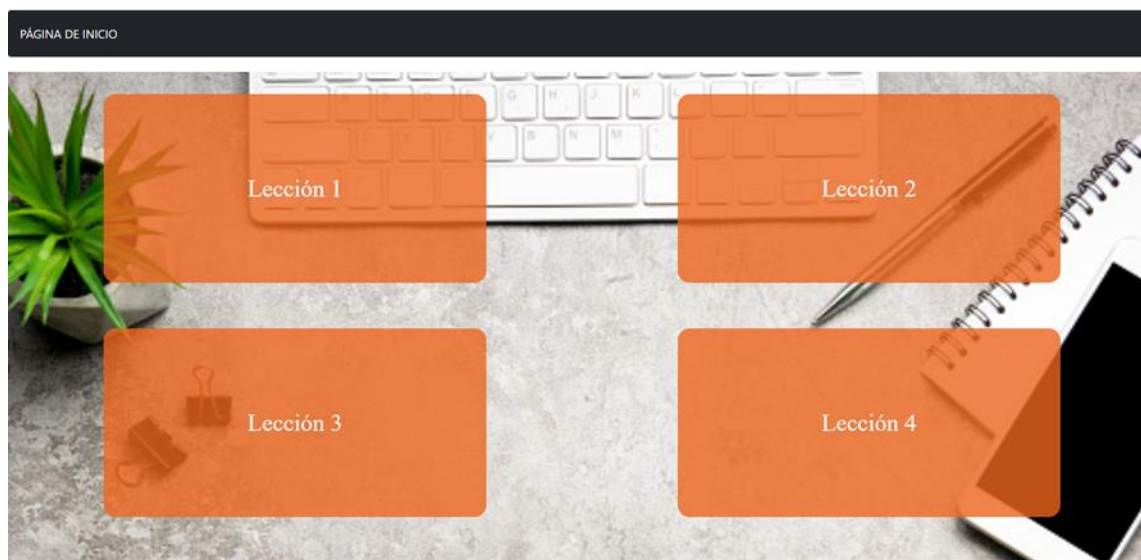 PÁGINA DE INICIO
G H J K L
V B N M
Lección 1
Lección 2
Lección 3
Lección 4